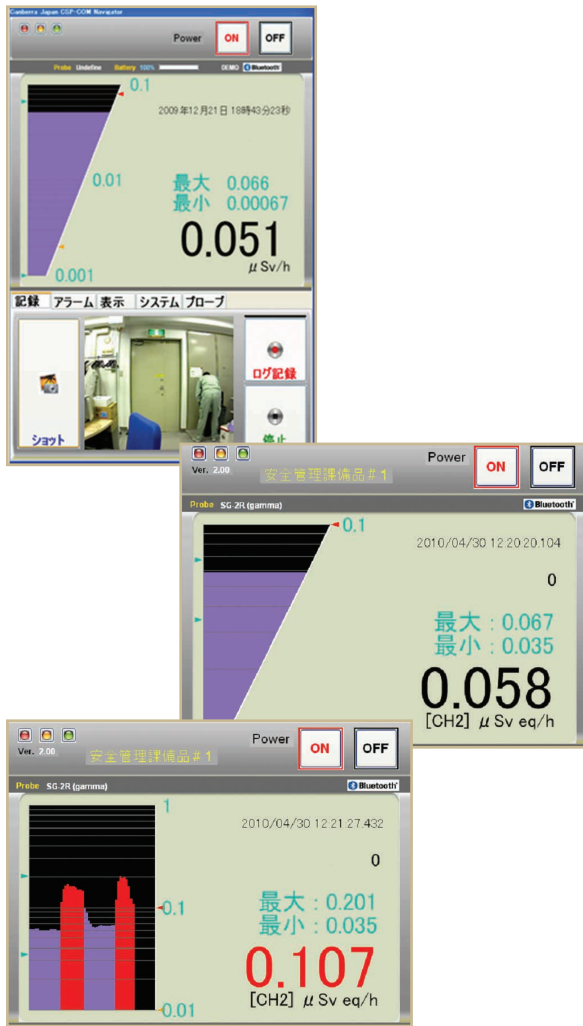 Canberra Japan CSP-COM Navigator
Power ON OFF
Probe Undefine Battery 100% DEMO Bluetooth
0.1
2009年12月21日 18時43分23秒
0.01
最大 0.066
最小 0.00067
0.051
μSv/h
0.001
記録 アラーム 表示 システム プローブ
ショット
ログ記録
停止
Power ON OFF
Ver. 2.00 安全管理課備品#1
Probe SG-2R (gamma) Bluetooth
0.1
2010/04/30 12:20:20.104
0
最大:0.067
最小:0.035
0.058
[CH2] μSv eq/h
Power ON OFF
Ver. 2.00 安全管理課備品#1
Probe SG-2R (gamma) Bluetooth
1
2010/04/30 12:21:27.432
0
0.1
最大:0.201
最小:0.035
0.107
[CH2] μSv eq/h
0.01